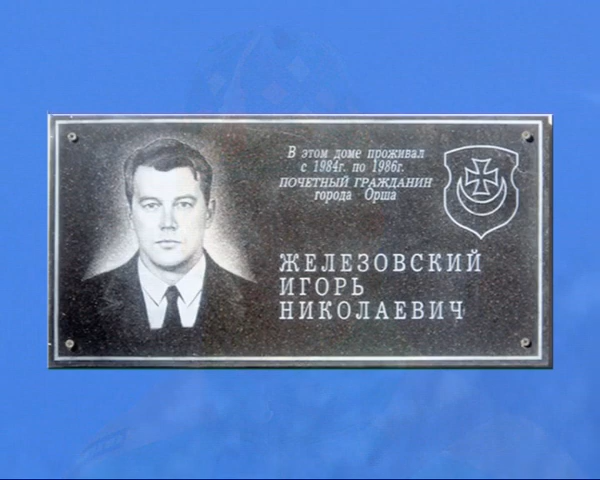 В этом доме проживал
с 1984г. по 1986г.
ПОЧЕТНЫЙ ГРАЖДАНИН
города Орша
ЖЕЛЕЗОВСКИЙ
ИГОРЬ
НИКОЛАЕВИЧ